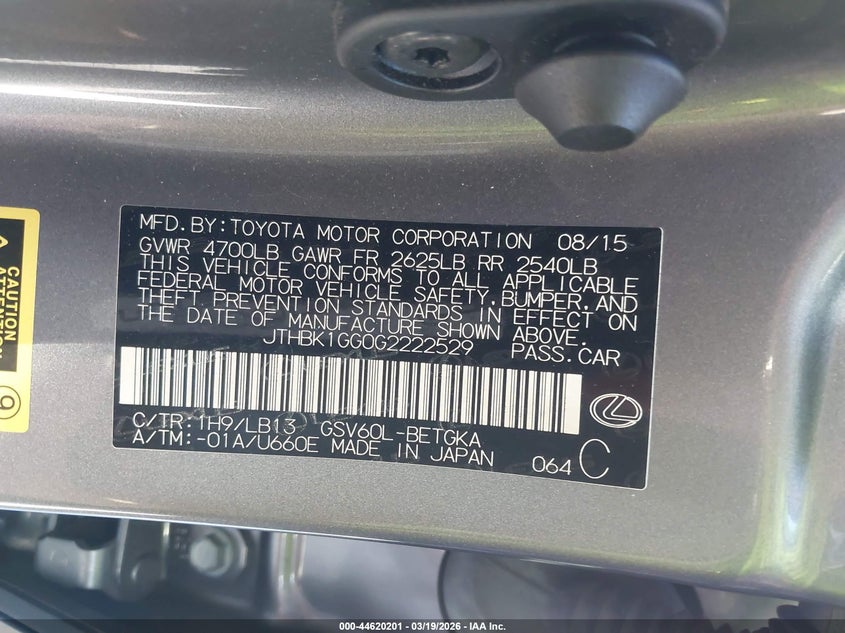 MFD. BY: TOYOTA MOTOR CORPORATION 08/15
GVWR 4700LB GAWR FR 2625LB RR 2540LB
THIS VEHICLE CONFORMS TO ALL APPLICABLE
FEDERAL MOTOR VEHICLE SAFETY, BUMPER, AND
THEFT PREVENTION STANDARDS IN EFFECT ON
THE DATE OF MANUFACTURE SHOWN ABOVE.
JTHBK1GG0G2222529 PASS. CAR
C/TR: 1H9/LB13 GSV60L-BETGKA
A/TM: -01A/U660E MADE IN JAPAN 064 C
CAUTION
ATTENTION
9
000-44620201 - 03/19/2026 - IAA Inc.